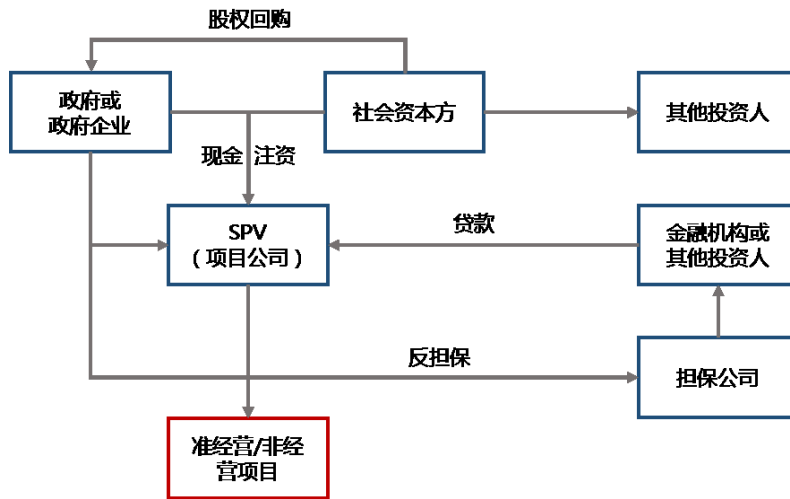 股权回购
政府或
政府企业
社会资本方
其他投资人
现金 注资
SPV
（项目公司）
贷款
金融机构或
其他投资人
反担保
担保公司
准经营/非经
营项目